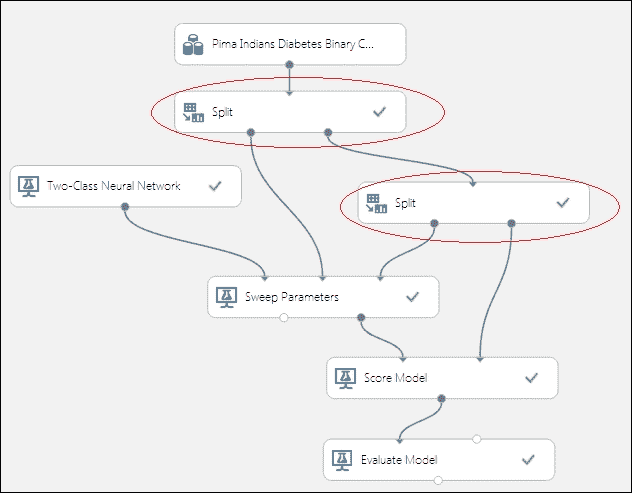 Pima Indians Diabetes Binary C...
Split
Two-Class Neural Network
Split
Sweep Parameters
Score Model
Evaluate Model